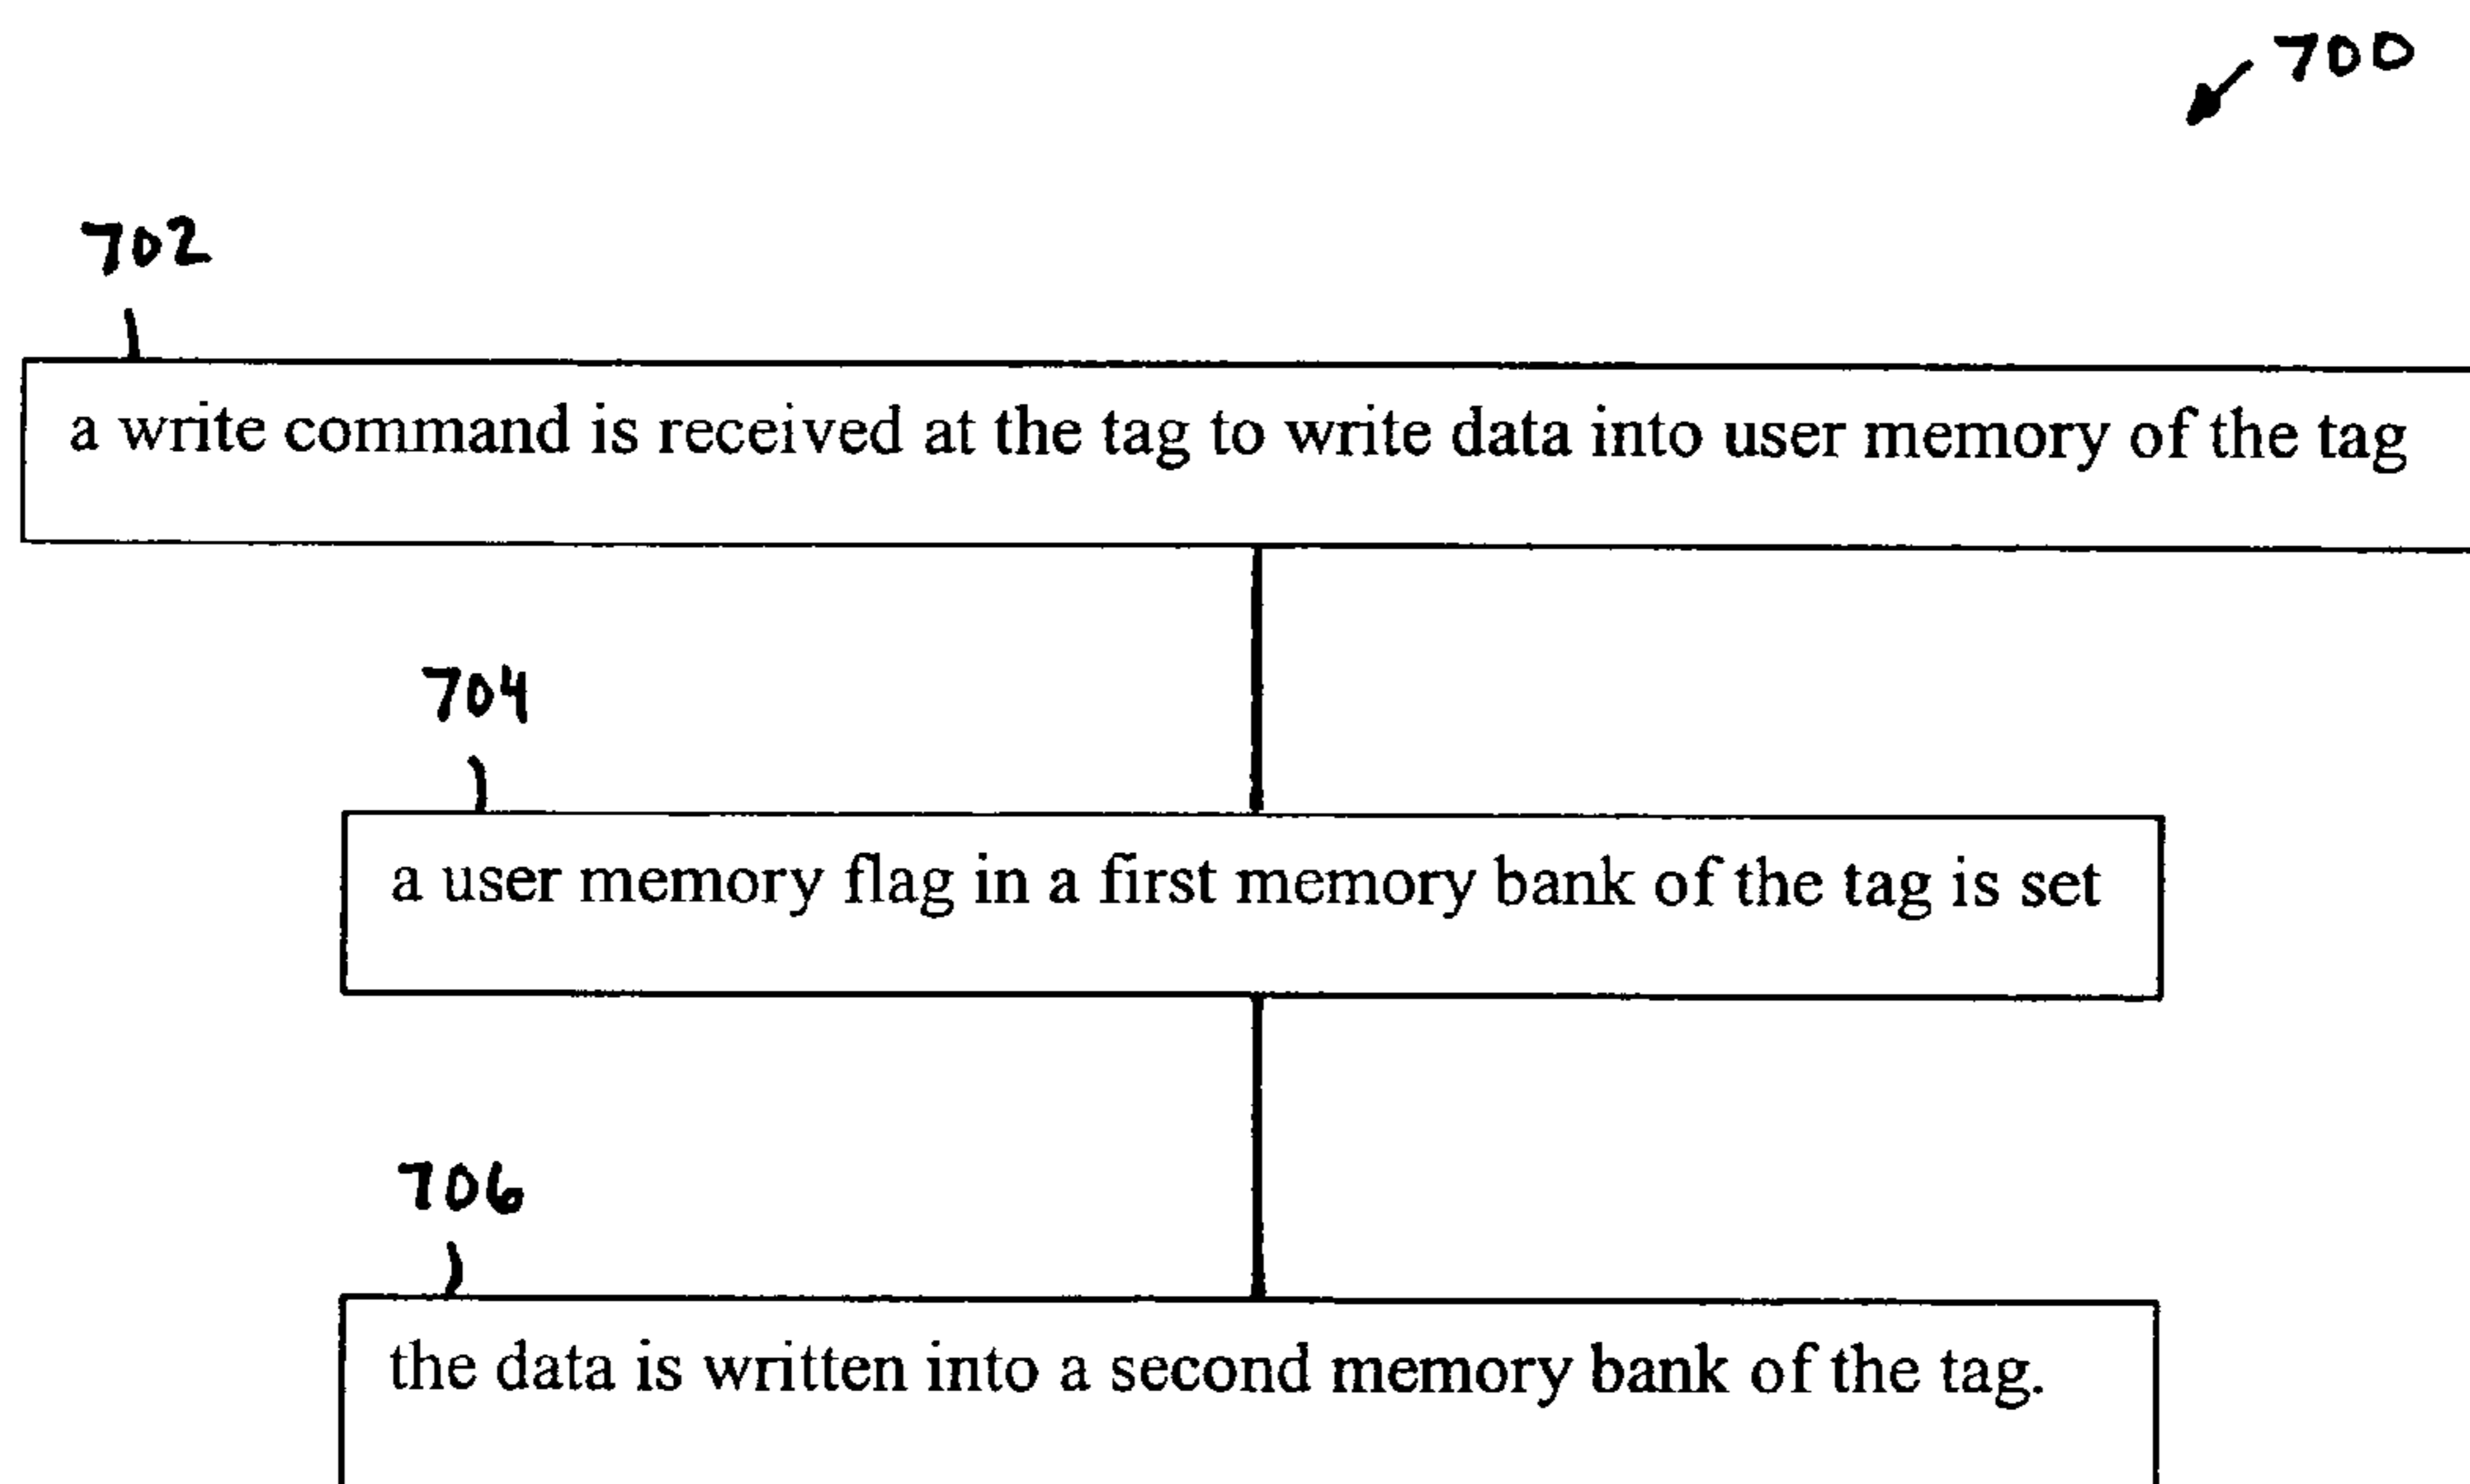 700
702
a write command is received at the tag to write data into user memory of the tag
704
a user memory flag in a first memory bank of the tag is set
706
the data is written into a second memory bank of the tag.